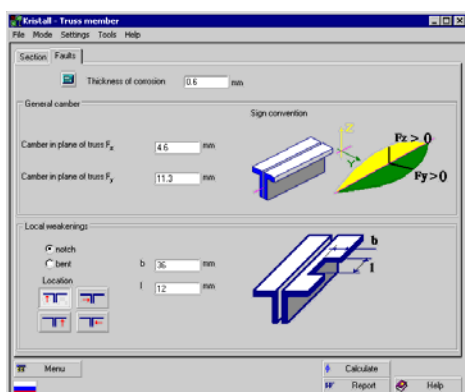 Kristall - Truss member
File Mode Settings Tools Help
Section Faults
Thickness of corrosion 0.6 mm
General camber
Sign convention
Camber in plane of truss Fx 4.6 mm
Camber in plane of truss Fy 11.3 mm
Z
Y
Fz > 0
Fy>0
Local weakenings
notch
bent
Location
b 36 mm
l 12 mm
b
l
Menu
Calculate
Report
Help